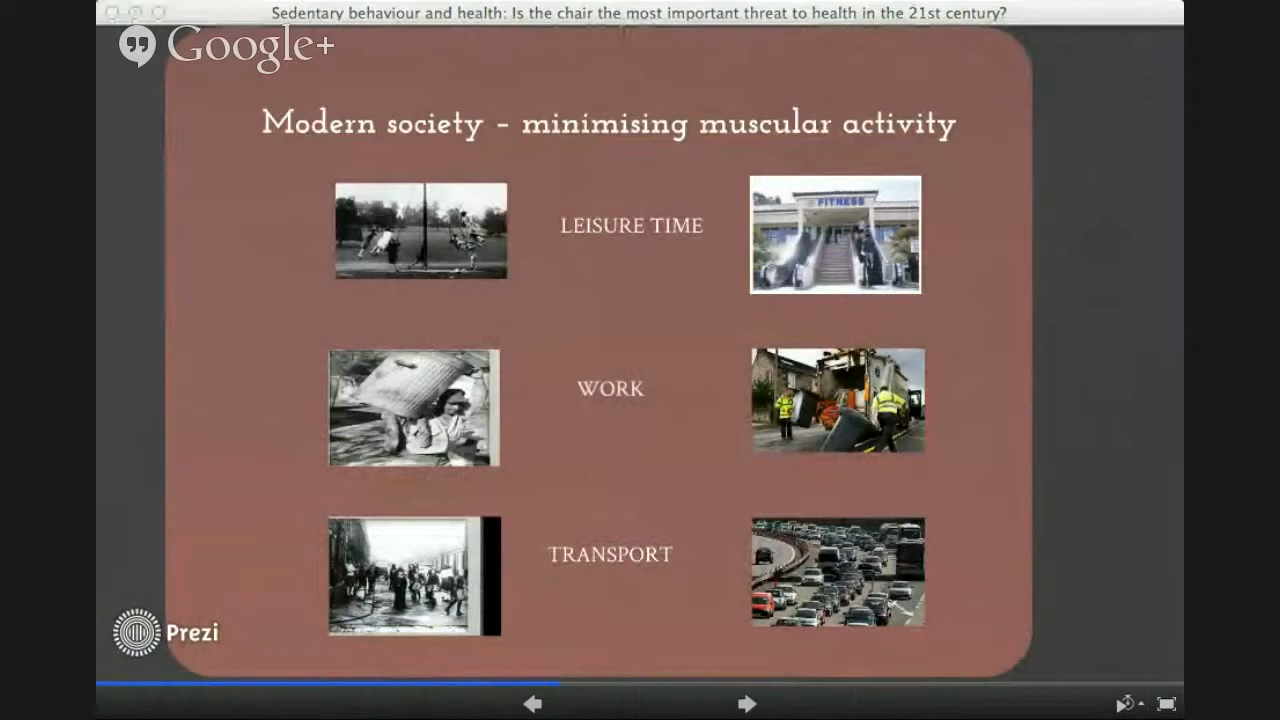 Sedentary behaviour and health: Is the chair the most important threat to health in the 21st century?
Google+
Modern society – minimising muscular activity
LEISURE TIME
FITNESS
WORK
TRANSPORT
Prezi